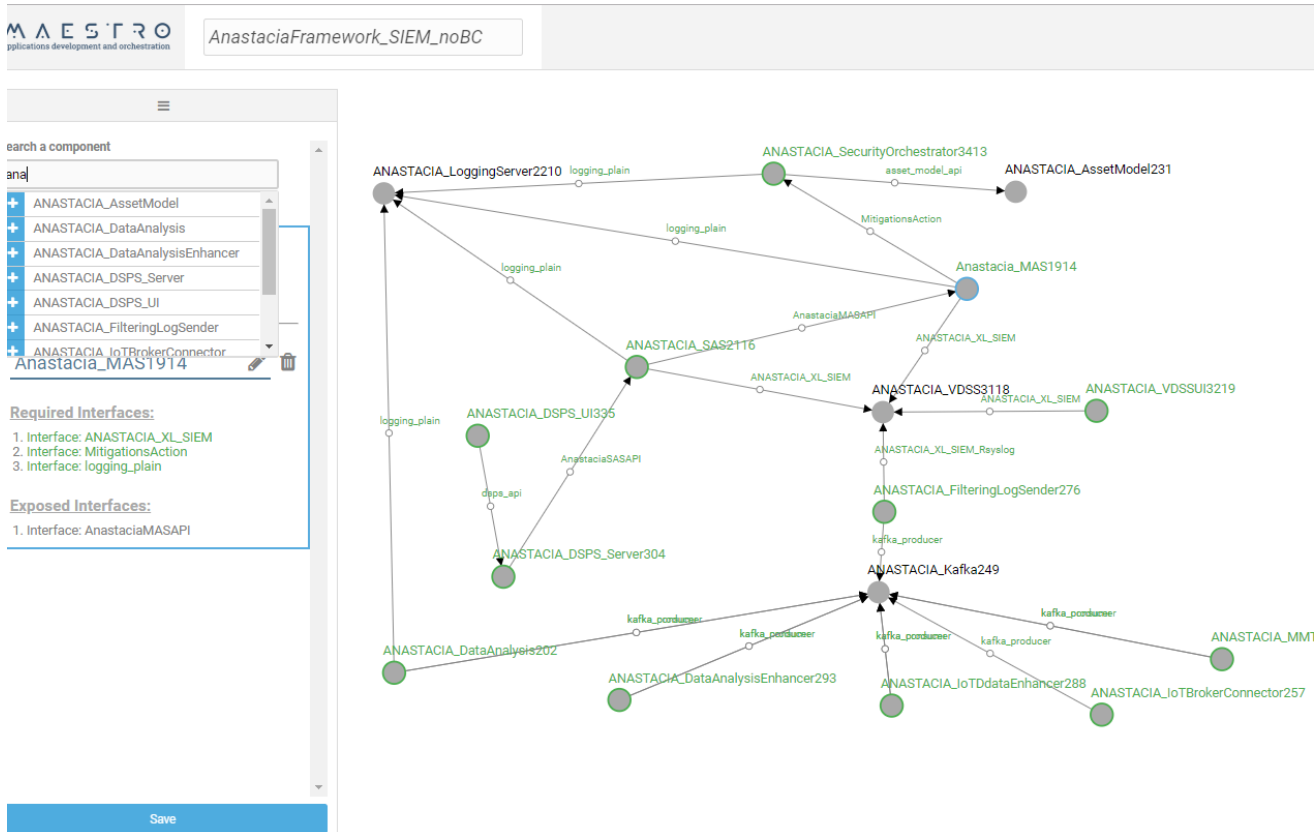 MAESTRO
applications development and orchestration
AnastaciaFramework_SIEM_noBC
earch a component
ana
ANASTACIA_AssetModel
ANASTACIA_DataAnalysis
ANASTACIA_DataAnalysisEnhancer
ANASTACIA_DSPS_Server
ANASTACIA_DSPS_UI
ANASTACIA_FilteringLogSender
ANASTACIA_IoTBrokerConnector
Anastacia_MAS1914
Required Interfaces:
1. Interface: ANASTACIA_XL_SIEM
2. Interface: MitigationsAction
3. Interface: logging_plain
Exposed Interfaces:
1. Interface: AnastaciaMASAPI
Save
ANASTACIA_SecurityOrchestrator3413
ANASTACIA_LoggingServer2210
logging_plain
asset_model_api
ANASTACIA_AssetModel231
MitigationsAction
logging_plain
logging_plain
Anastacia_MAS1914
AnastaciaMASAPI
ANASTACIA_XL_SIEM
ANASTACIA_SAS2116
ANASTACIA_XL_SIEM
ANASTACIA_VDSS3118
ANASTACIA_XL_SIEM
ANASTACIA_VDSSUI3219
logging_plain
ANASTACIA_DSPS_UI335
AnastaciaSASAPI
ANASTACIA_XL_SIEM_Rsyslog
dsps_api
ANASTACIA_FilteringLogSender276
kafka_producer
ANASTACIA_DSPS_Server304
ANASTACIA_Kafka249
kafka_producer
kafka_producer
kafka_producer
kafka_producer
kafka_producer
ANASTACIA_MMT
ANASTACIA_DataAnalysis202
ANASTACIA_DataAnalysisEnhancer293
ANASTACIA_IoTDdataEnhancer288
ANASTACIA_IoTBrokerConnector257